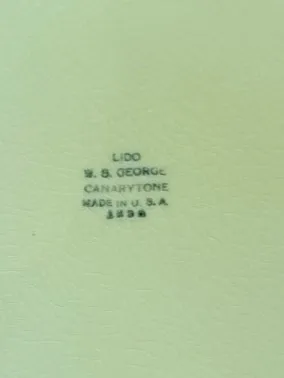 LIDO
W. S. GEORGE
CANARYTONE
MADE IN U. S. A.